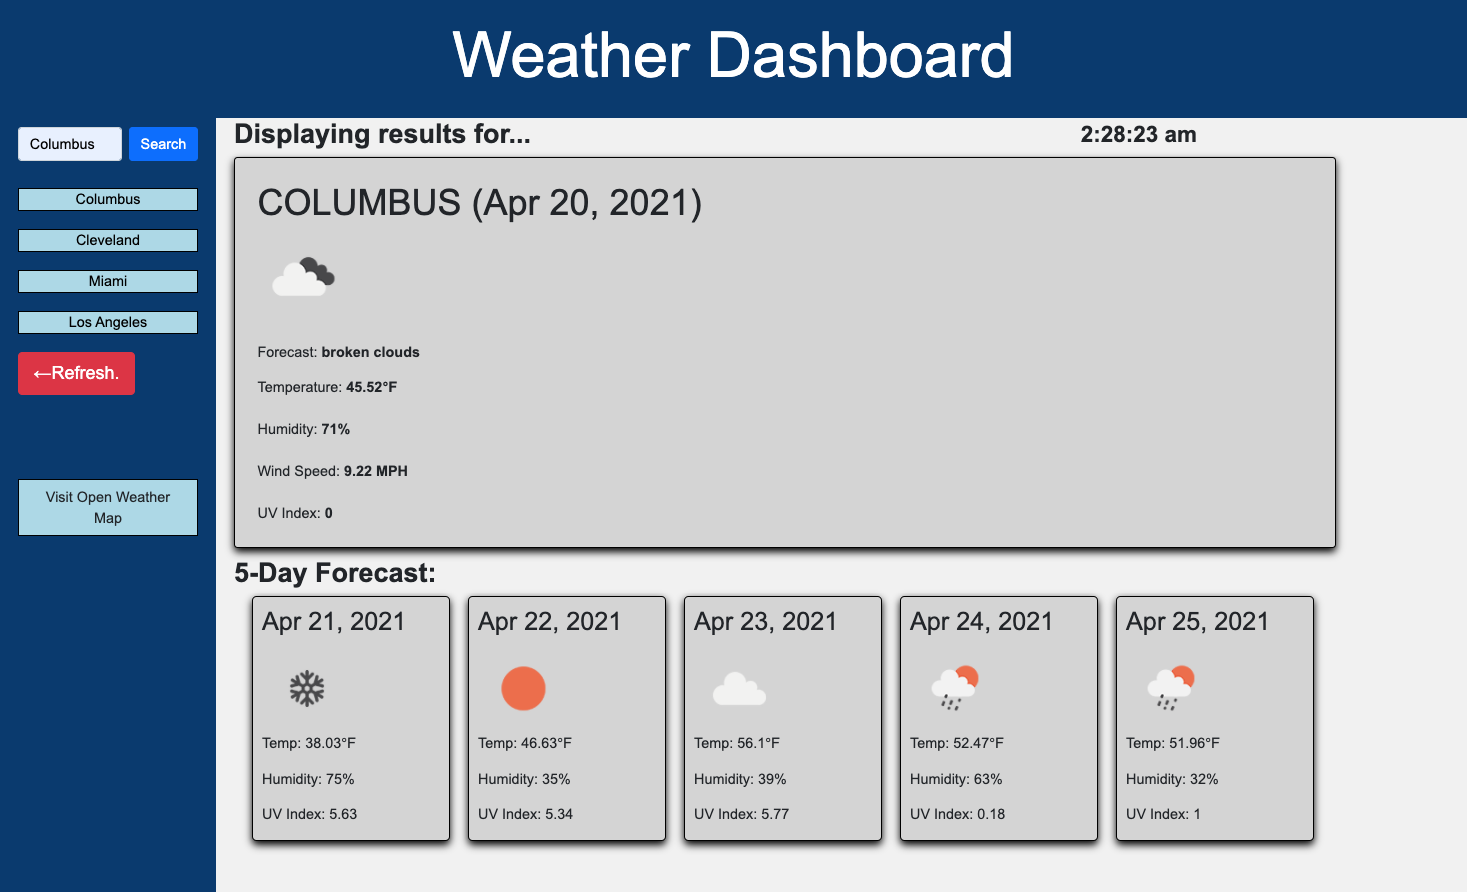 Weather Dashboard
Columbus
Search
Columbus
Cleveland
Miami
Los Angeles
←Refresh.
Visit Open Weather
Map
Displaying results for...
2:28:23 am
COLUMBUS (Apr 20, 2021)
Forecast: broken clouds
Temperature: 45.52°F
Humidity: 71%
Wind Speed: 9.22 MPH
UV Index: 0
5-Day Forecast:
Apr 21, 2021
Temp: 38.03°F
Humidity: 75%
UV Index: 5.63
Apr 22, 2021
Temp: 46.63°F
Humidity: 35%
UV Index: 5.34
Apr 23, 2021
Temp: 56.1°F
Humidity: 39%
UV Index: 5.77
Apr 24, 2021
Temp: 52.47°F
Humidity: 63%
UV Index: 0.18
Apr 25, 2021
Temp: 51.96°F
Humidity: 32%
UV Index: 1